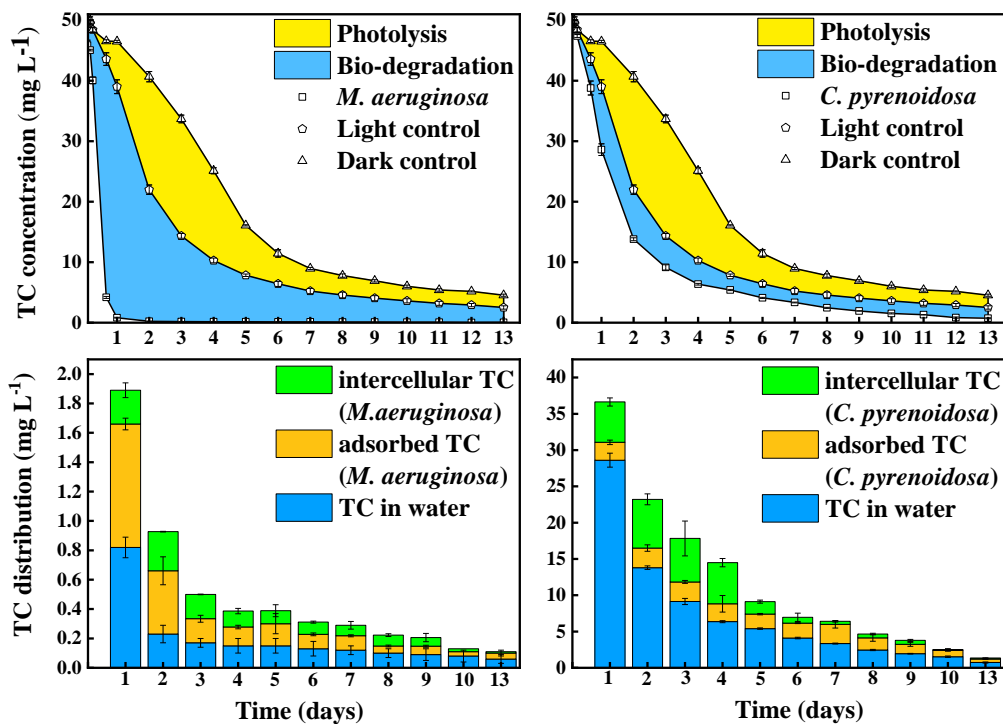 TC concentration (mg L-1)
50
40
30
20
10
0
Photolysis
Bio-degradation
M. aeruginosa
Light control
Dark control
1 2 3 4 5 6 7 8 9 10 11 12 13
50
40
30
20
10
0
Photolysis
Bio-degradation
C. pyrenoidosa
Light control
Dark control
1 2 3 4 5 6 7 8 9 10 11 12 13
TC distribution (mg L-1)
2.0
1.8
1.6
1.4
1.2
1.0
0.8
0.6
0.4
0.2
0.0
intercellular TC
(M.aeruginosa)
adsorbed TC
(M. aeruginosa)
TC in water
1 2 3 4 5 6 7 8 9 10 13
Time (days)
40
35
30
25
20
15
10
5
0
intercellular TC
(C. pyrenoidosa)
adsorbed TC
(C. pyrenoidosa)
TC in water
1 2 3 4 5 6 7 8 9 10 13
Time (days)